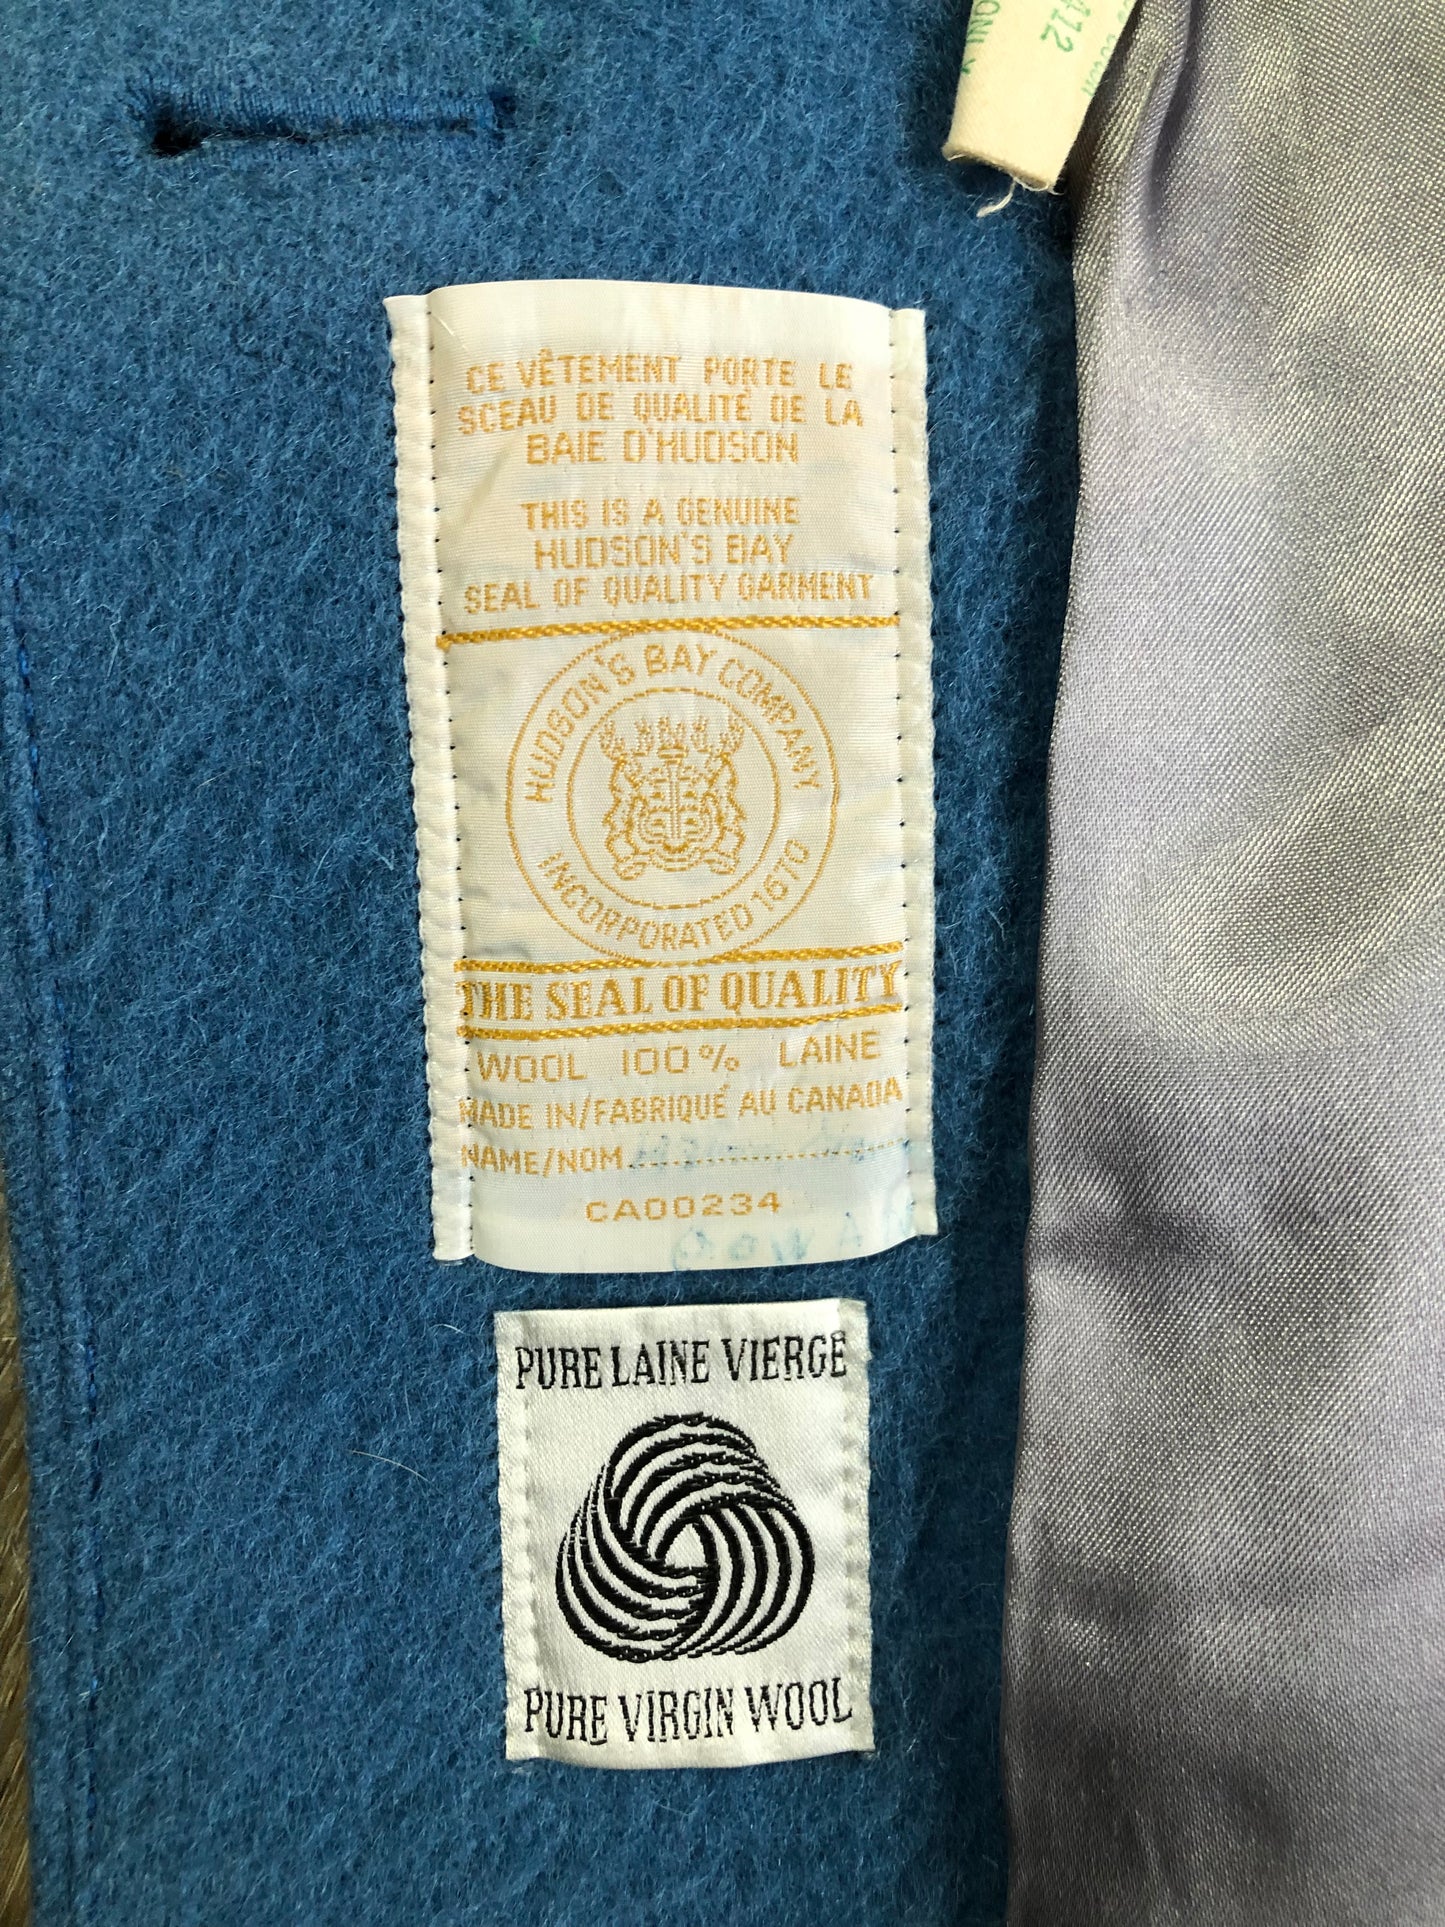 412
ONLY
CE VÊTEMENT PORTE LE
SCEAU DE QUALITÉ DE LA
BAIE D'HUDSON
THIS IS A GENUINE
HUDSON'S BAY
SEAL OF QUALITY GARMENT
HUDSON'S BAY COMPANY
INCORPORATED 1670
THE SEAL OF QUALITY
WOOL 100% LAINE
MADE IN/FABRIQUÉ AU CANADA
NAME/NOM
CA00234
PURE LAINE VIERGE
PURE VIRGIN WOOL